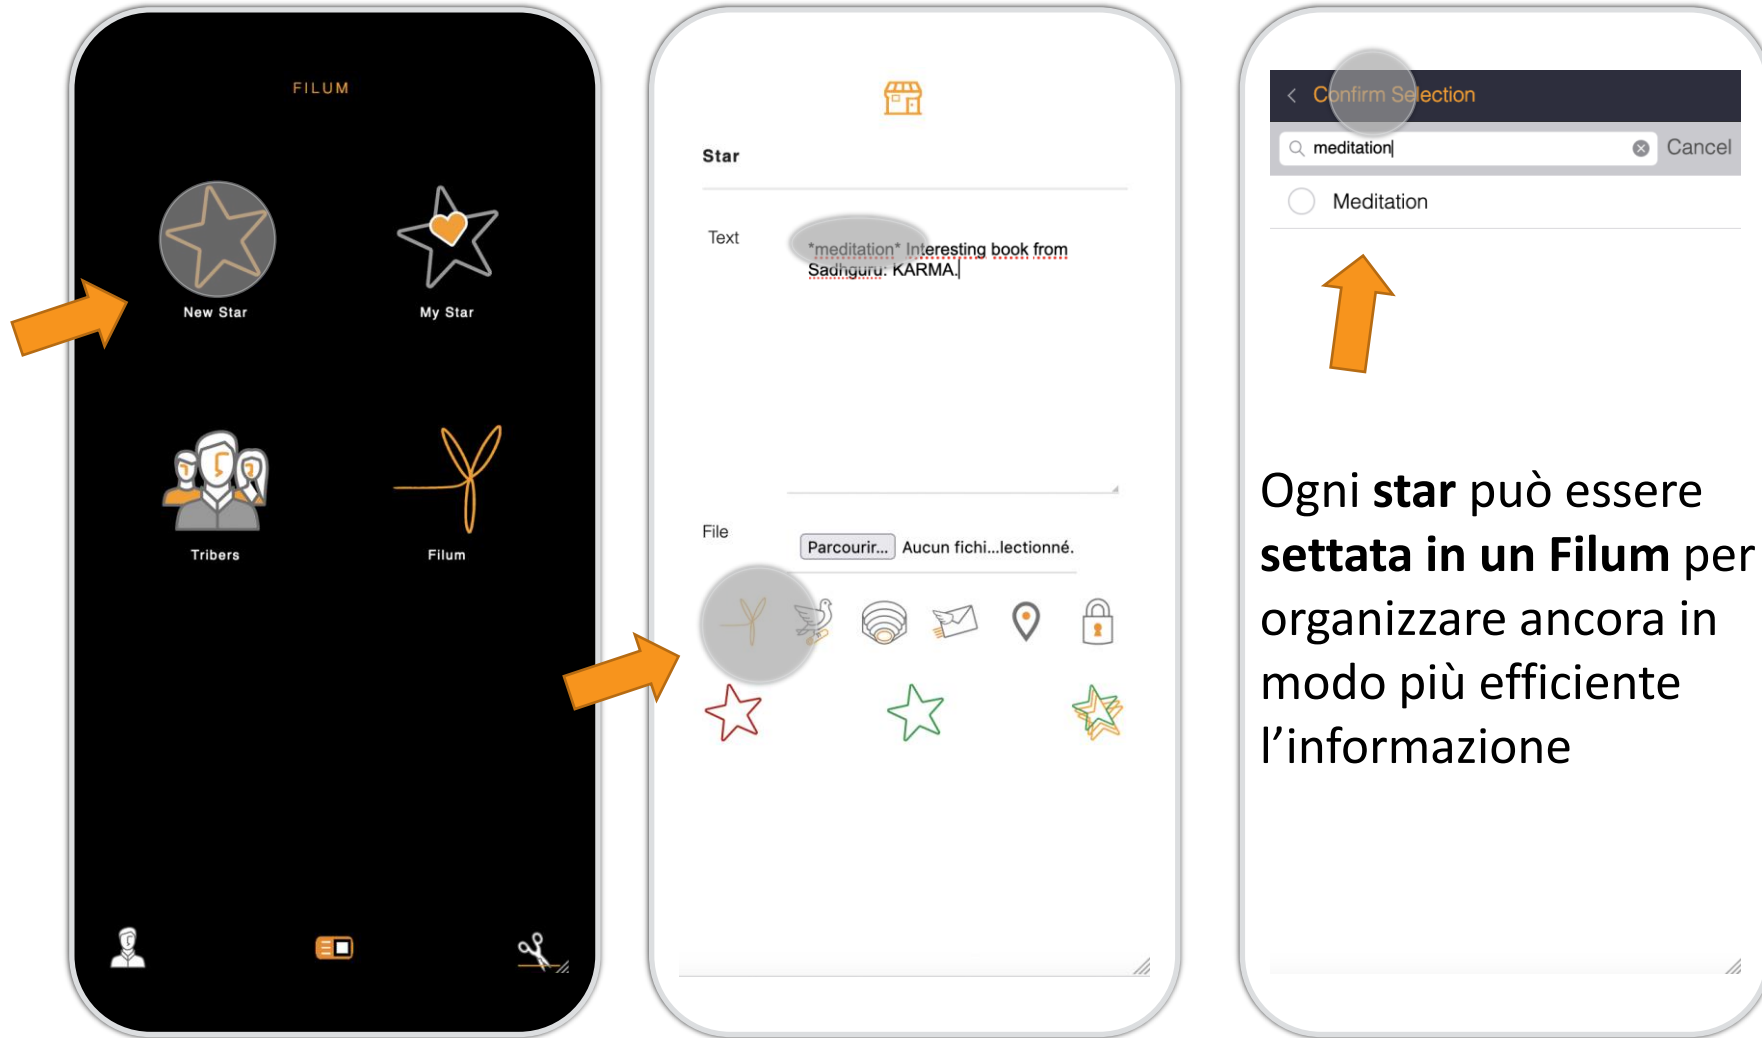 FILUM
New Star
My Star
Tribers
Filum
Star
Text
*meditation* Interesting book from
Sadhguru: KARMA.
File
Parcourir... Aucun fichi...lectionné.
Confirm Selection
meditation
Cancel
Meditation
Ogni star può essere
settata in un Filum per
organizzare ancora in
modo più efficiente
l’informazione